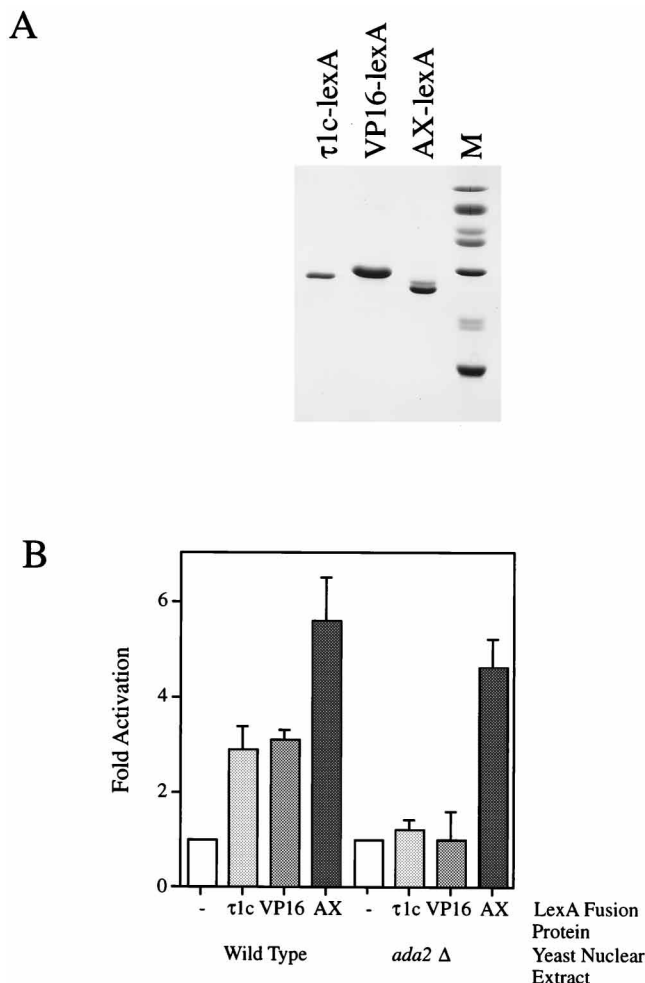 A
τ1c-lexA
VP16-lexA
AX-lexA
M
B
Fold Activation
6
4
2
0
- τ1c VP16 AX - τ1c VP16 AX LexA Fusion
Protein
Wild Type ada2 Δ Yeast Nuclear
Extract